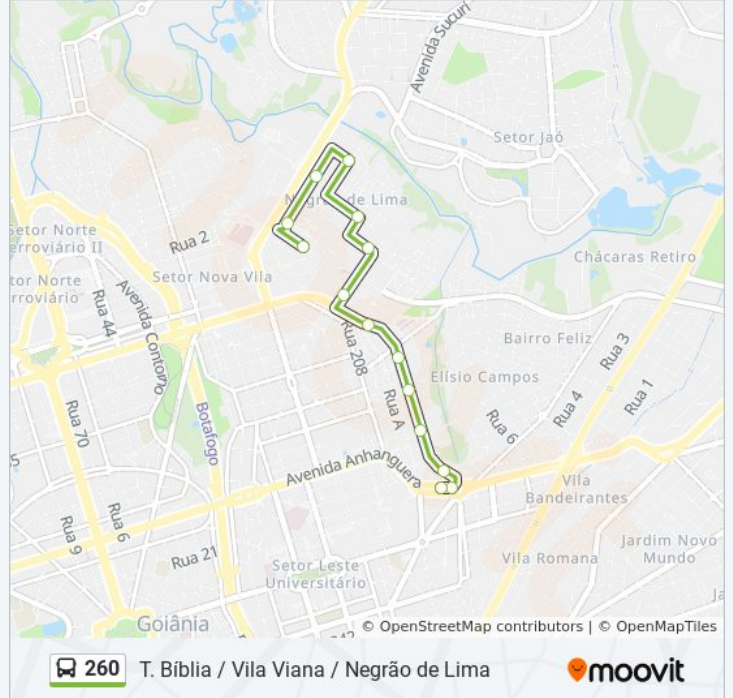 Avenida Sucuri
Setor Jaó
Negrão de Lima
Setor Norte
Ferroviário II
Rua 2
Chácaras Retiro
Setor Nova Vila
tor Norte
rroviário
Rua 44
Avenida Contorno
Rua 208
Bairro Feliz
Rua 3
Elísio Campos
Rua 4
Rua 1
Rua A
Rua 6
Rua 70
Botafogo
5
Avenida Anhanguera
Vila
Bandeirantes
Rua 9
Rua 6
Rua 21
Jardim Novo
Mundo
Setor Leste
Universitário
Vila Romana
Ja
Goiânia
242
© OpenStreetMap contributors | © OpenMapTiles
260 T. Bíblia / Vila Viana / Negrão de Lima
moovit